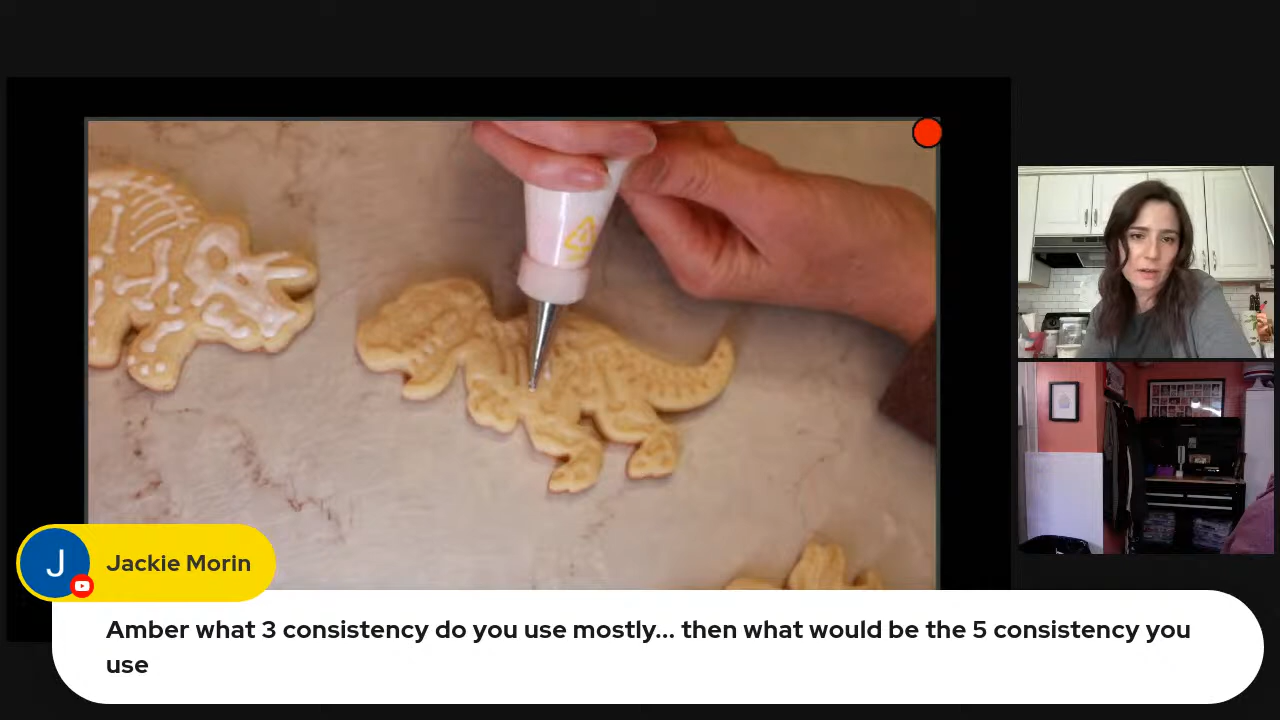 Jackie Morin
Amber what 3 consistency do you use mostly... then what would be the 5 consistency you
use